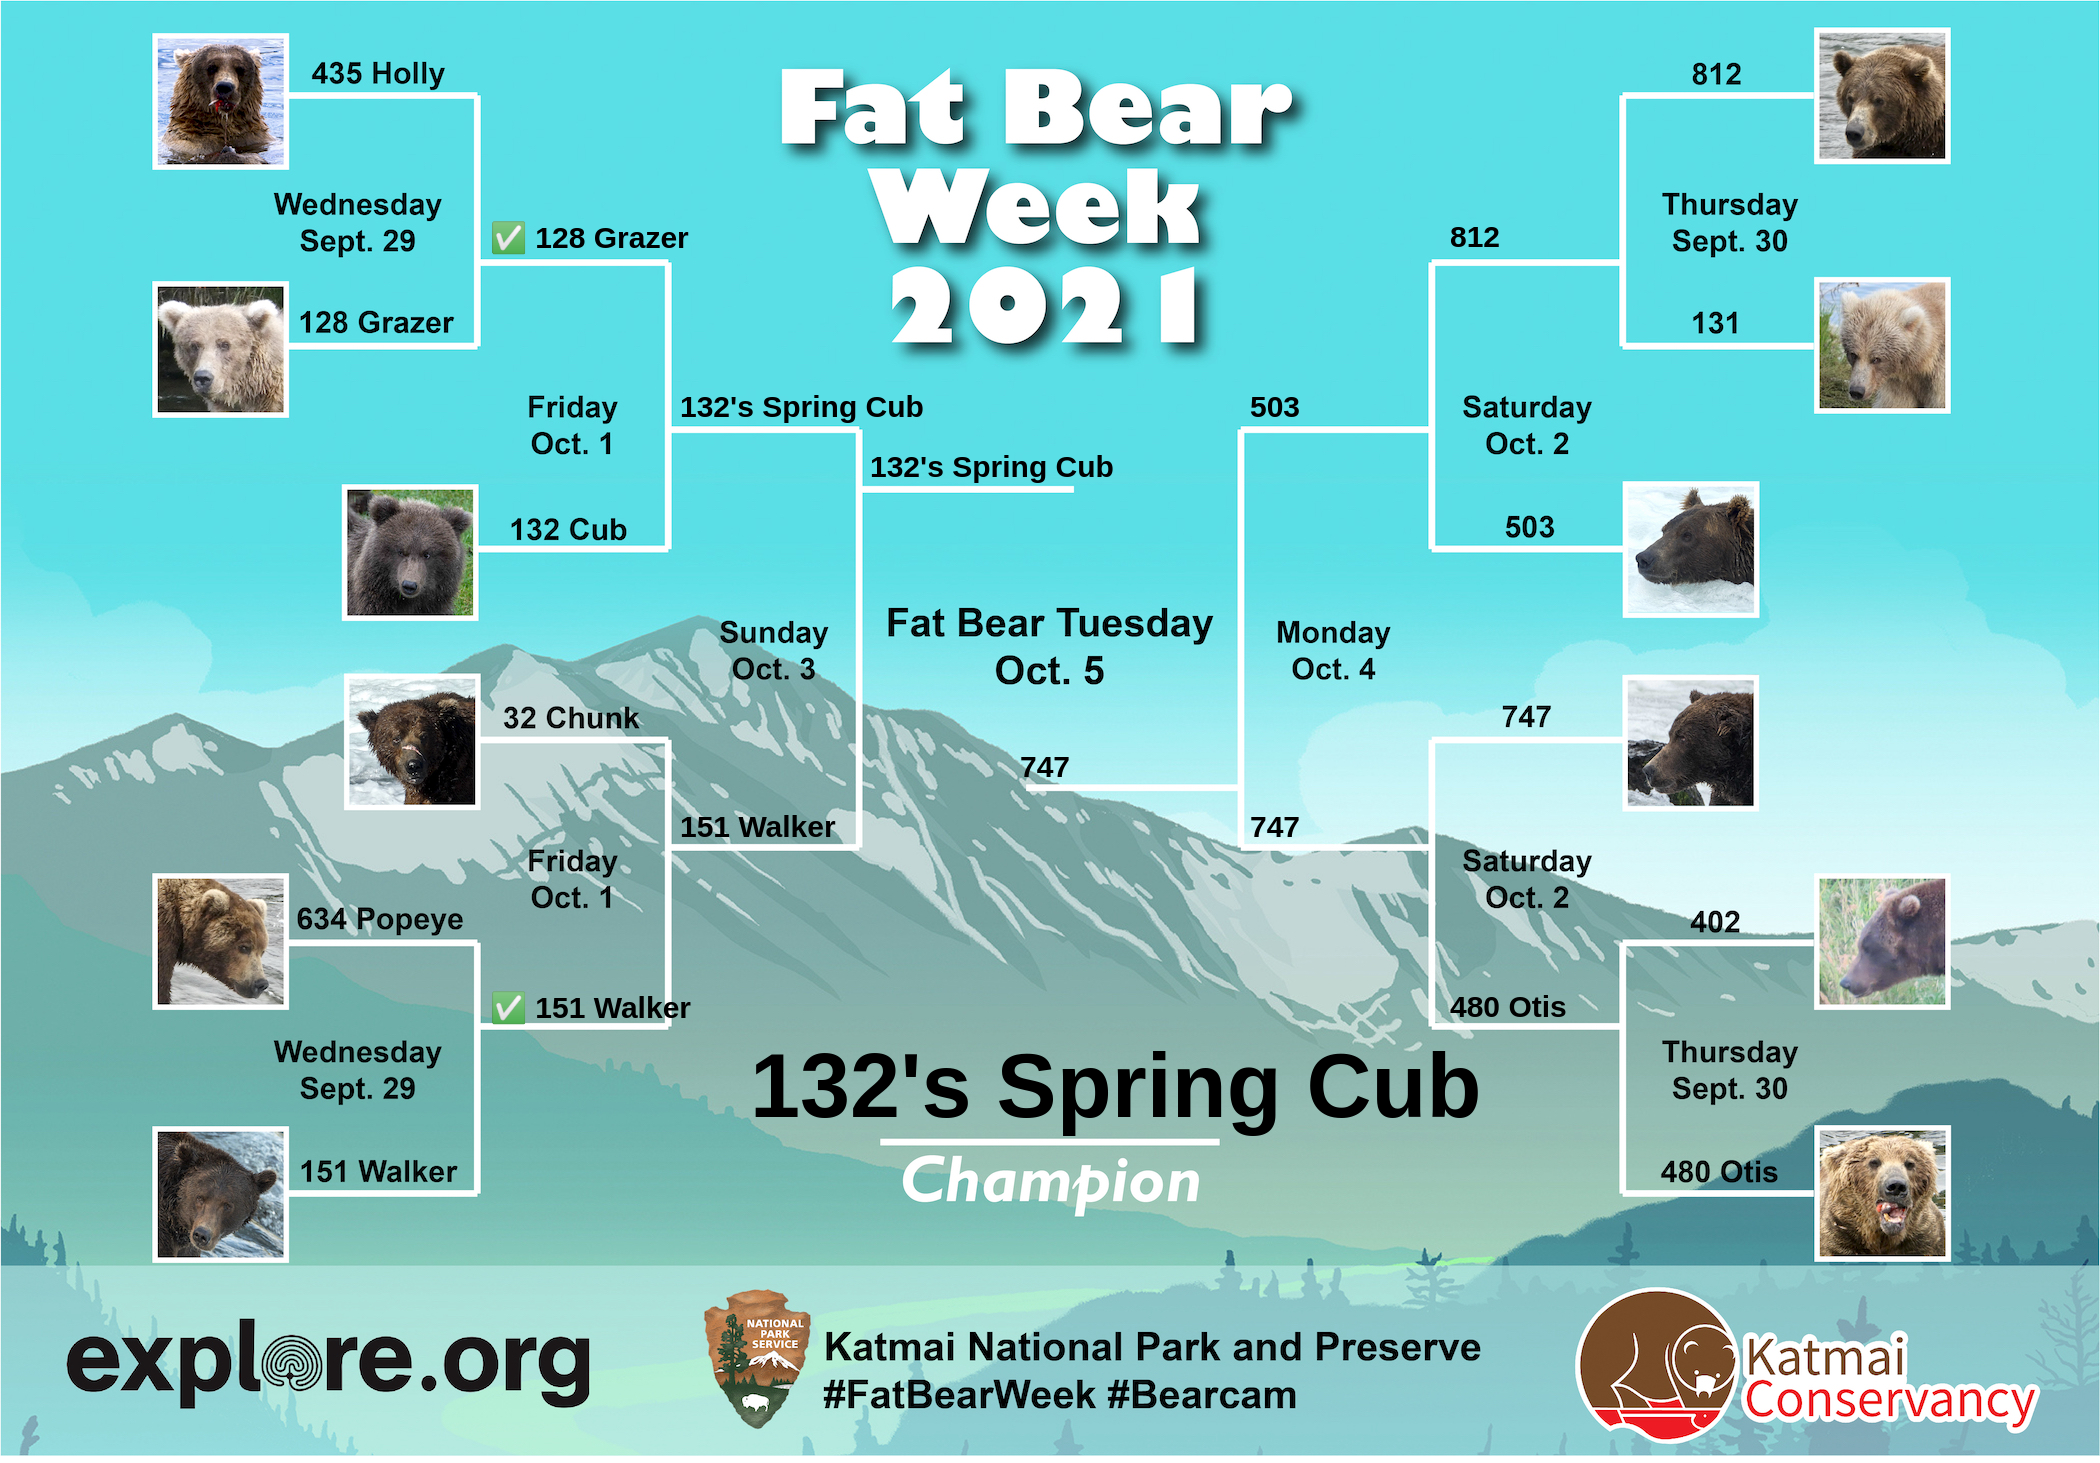 Fat Bear
Week
2021
435 Holly
Wednesday
Sept. 29
128 Grazer
✅ 128 Grazer
Friday
Oct. 1
132 Cub
132's Spring Cub
132's Spring Cub
Sunday
Oct. 3
32 Chunk
151 Walker
Friday
Oct. 1
634 Popeye
✅ 151 Walker
Wednesday
Sept. 29
151 Walker
Fat Bear Tuesday
Oct. 5
747
812
Thursday
Sept. 30
131
812
Saturday
Oct. 2
503
503
Monday
Oct. 4
747
747
Saturday
Oct. 2
402
480 Otis
Thursday
Sept. 30
480 Otis
132's Spring Cub
Champion
explore.org
NATIONAL
PARK
SERVICE
Katmai National Park and Preserve
#FatBearWeek #Bearcam
Katmai
Conservancy